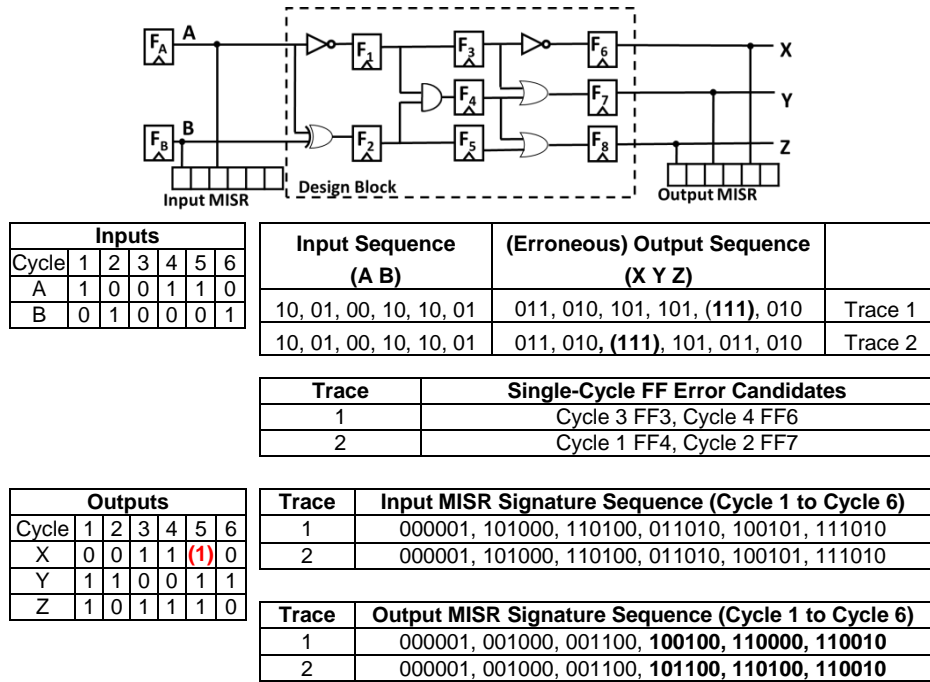 F_A A F_1 F_3 F_6 X
F_4 F_7 Y
F_B B F_2 F_5 F_8 Z
Input MISR Design Block Output MISR
Inputs
Cycle 1 2 3 4 5 6
A 1 0 0 1 1 0
B 0 1 0 0 0 1
Input Sequence (Erroneous) Output Sequence
(A B) (X Y Z)
10, 01, 00, 10, 10, 01 011, 010, 101, 101, (111), 010 Trace 1
10, 01, 00, 10, 10, 01 011, 010, (111), 101, 011, 010 Trace 2
Trace Single-Cycle FF Error Candidates
1 Cycle 3 FF3, Cycle 4 FF6
2 Cycle 1 FF4, Cycle 2 FF7
Outputs
Cycle 1 2 3 4 5 6
X 0 0 1 1 (1) 0
Y 1 1 0 0 1 1
Z 1 0 1 1 1 0
Trace Input MISR Signature Sequence (Cycle 1 to Cycle 6)
1 000001, 101000, 110100, 011010, 100101, 111010
2 000001, 101000, 110100, 011010, 100101, 111010
Trace Output MISR Signature Sequence (Cycle 1 to Cycle 6)
1 000001, 001000, 001100, 100100, 110000, 110010
2 000001, 001000, 001100, 101100, 110100, 110010